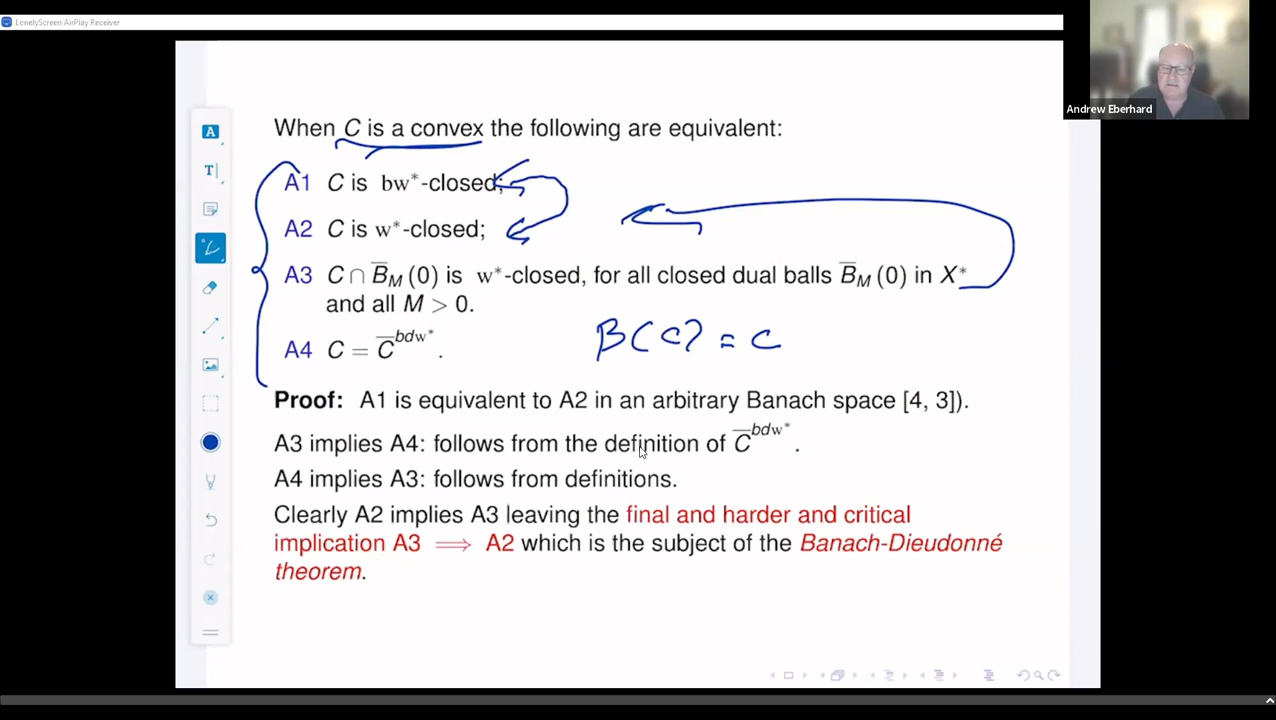 LonelyScreen AirPlay Receiver
Andrew Eberhard
When C is a convex the following are equivalent:
A1 C is bw*-closed;
A2 C is w*-closed;
A3 C ∩ B̅_M (0) is w*-closed, for all closed dual balls B̅_M (0) in X*
and all M > 0.
A4 C = C̅^{bdw*}.
B(C) = C
Proof: A1 is equivalent to A2 in an arbitrary Banach space [4, 3]).
A3 implies A4: follows from the definition of C̅^{bdw*}.
A4 implies A3: follows from definitions.
Clearly A2 implies A3 leaving the final and harder and critical
implication A3 ⟹ A2 which is the subject of the Banach-Dieudonné
theorem.